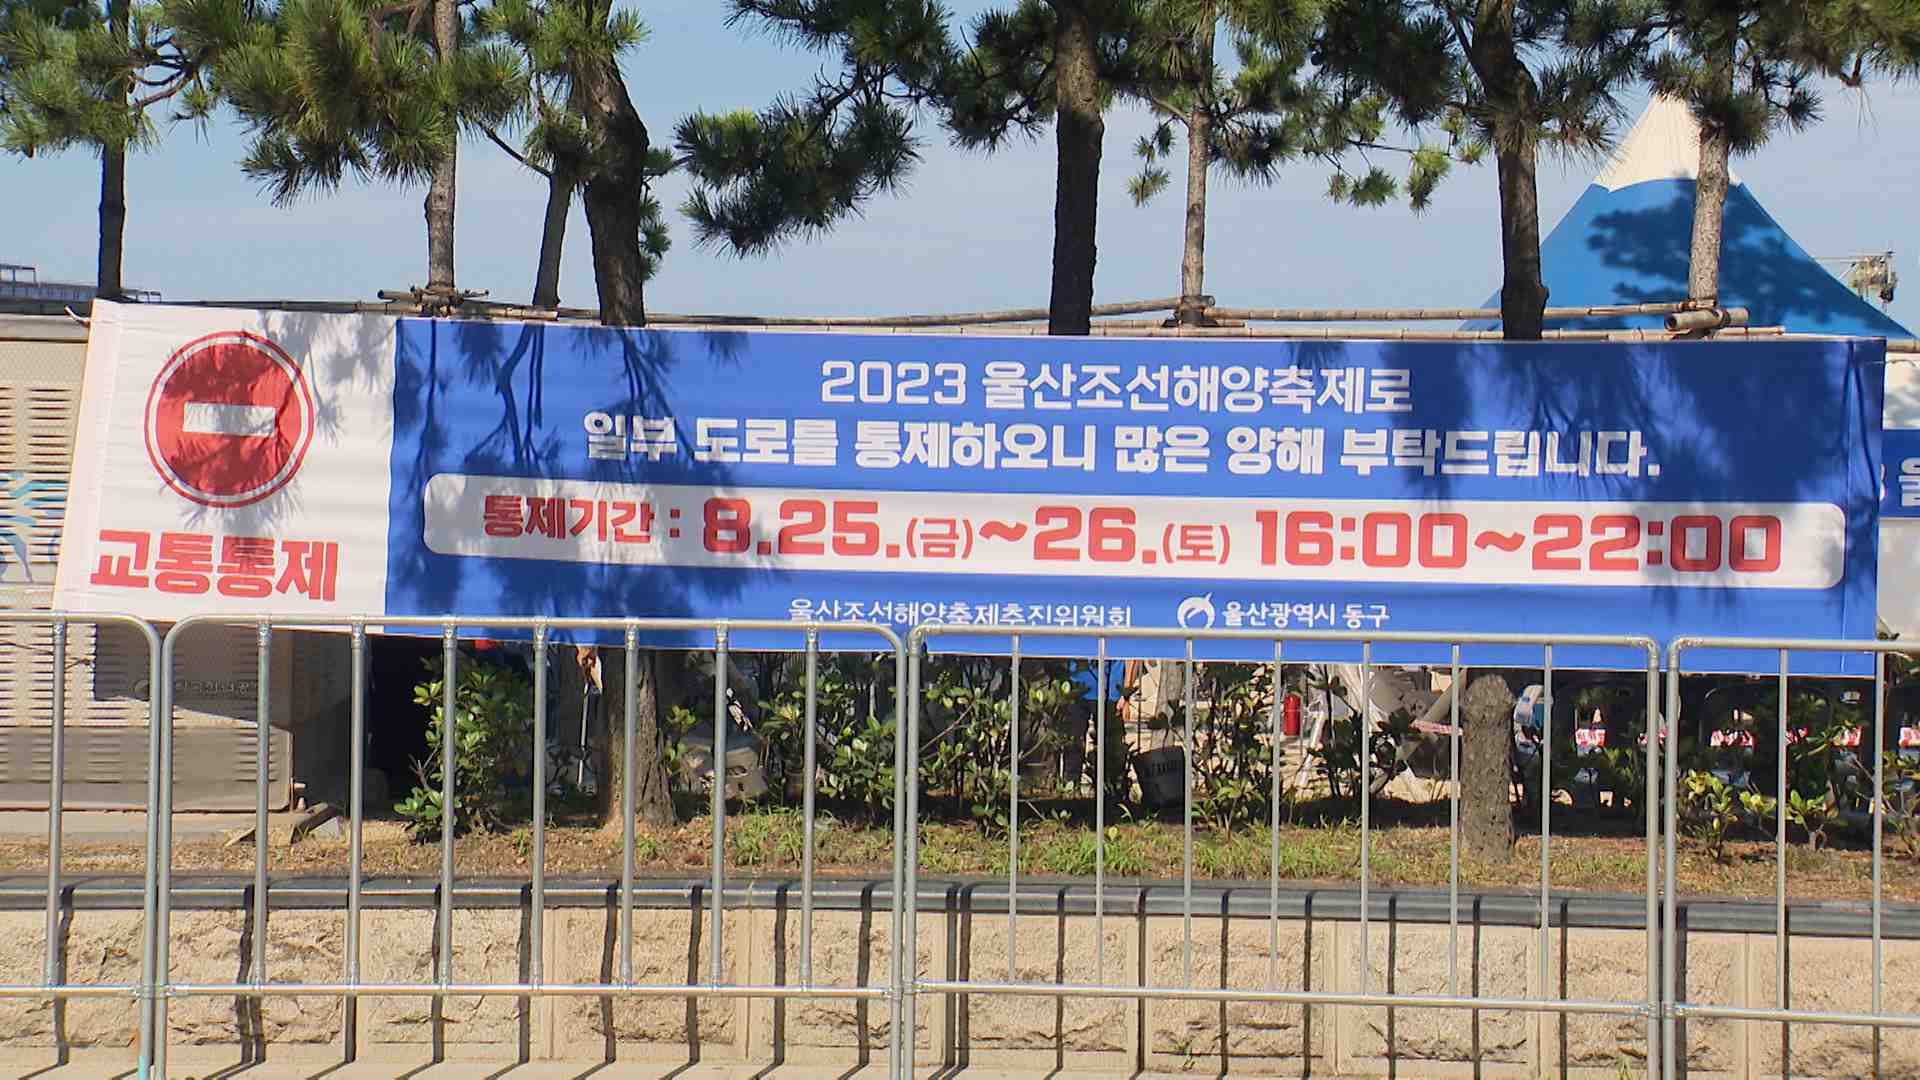 교통통제
2023 울산조선해양축제로
일부 도로를 통제하오니 많은 양해 부탁드립니다.
통제기간 : 8.25.(금)~26.(토) 16:00~22:00
울산조선해양축제추진위원회
울산광역시 동구
울